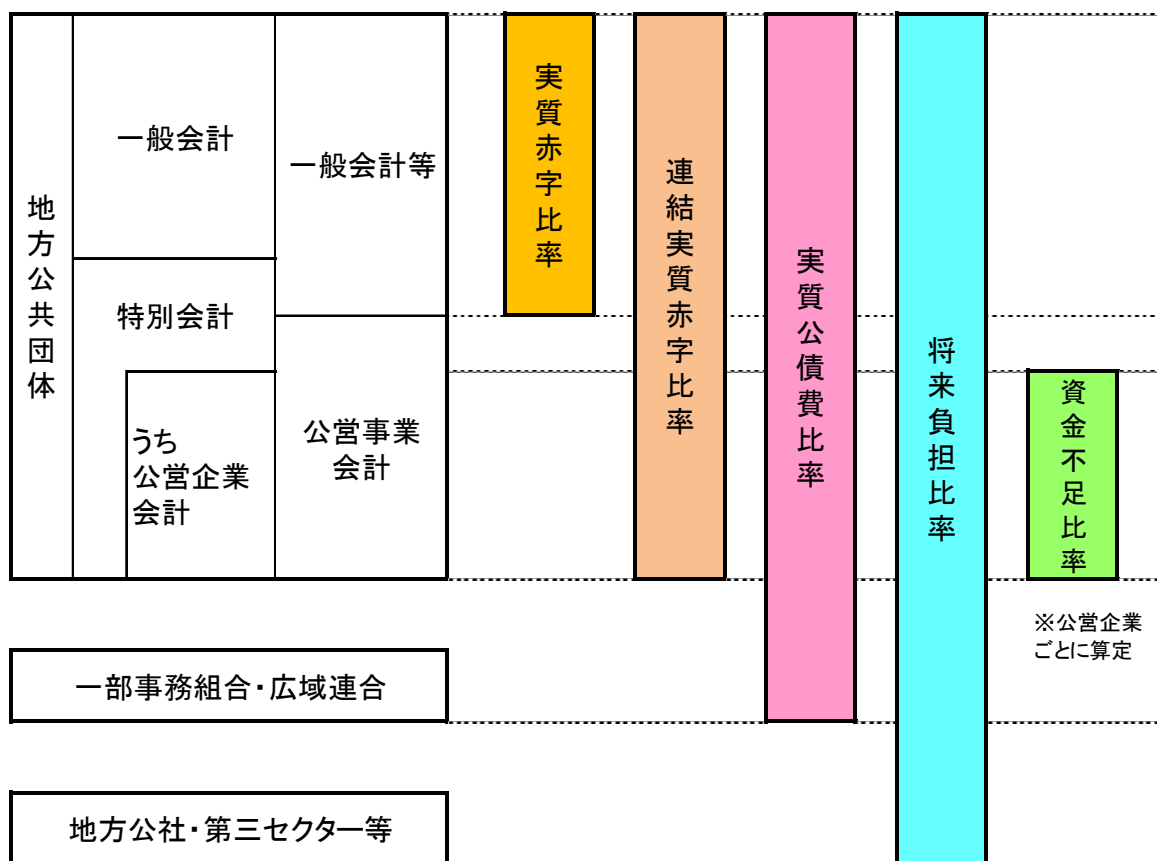 地方公共団体
一般会計
特別会計
うち
公営企業
会計
一般会計等
公営事業
会計
実質赤字比率
連結実質赤字比率
実質公債費比率
将来負担比率
資金不足比率
※公営企業
ごとに算定
一部事務組合・広域連合
地方公社・第三セクター等